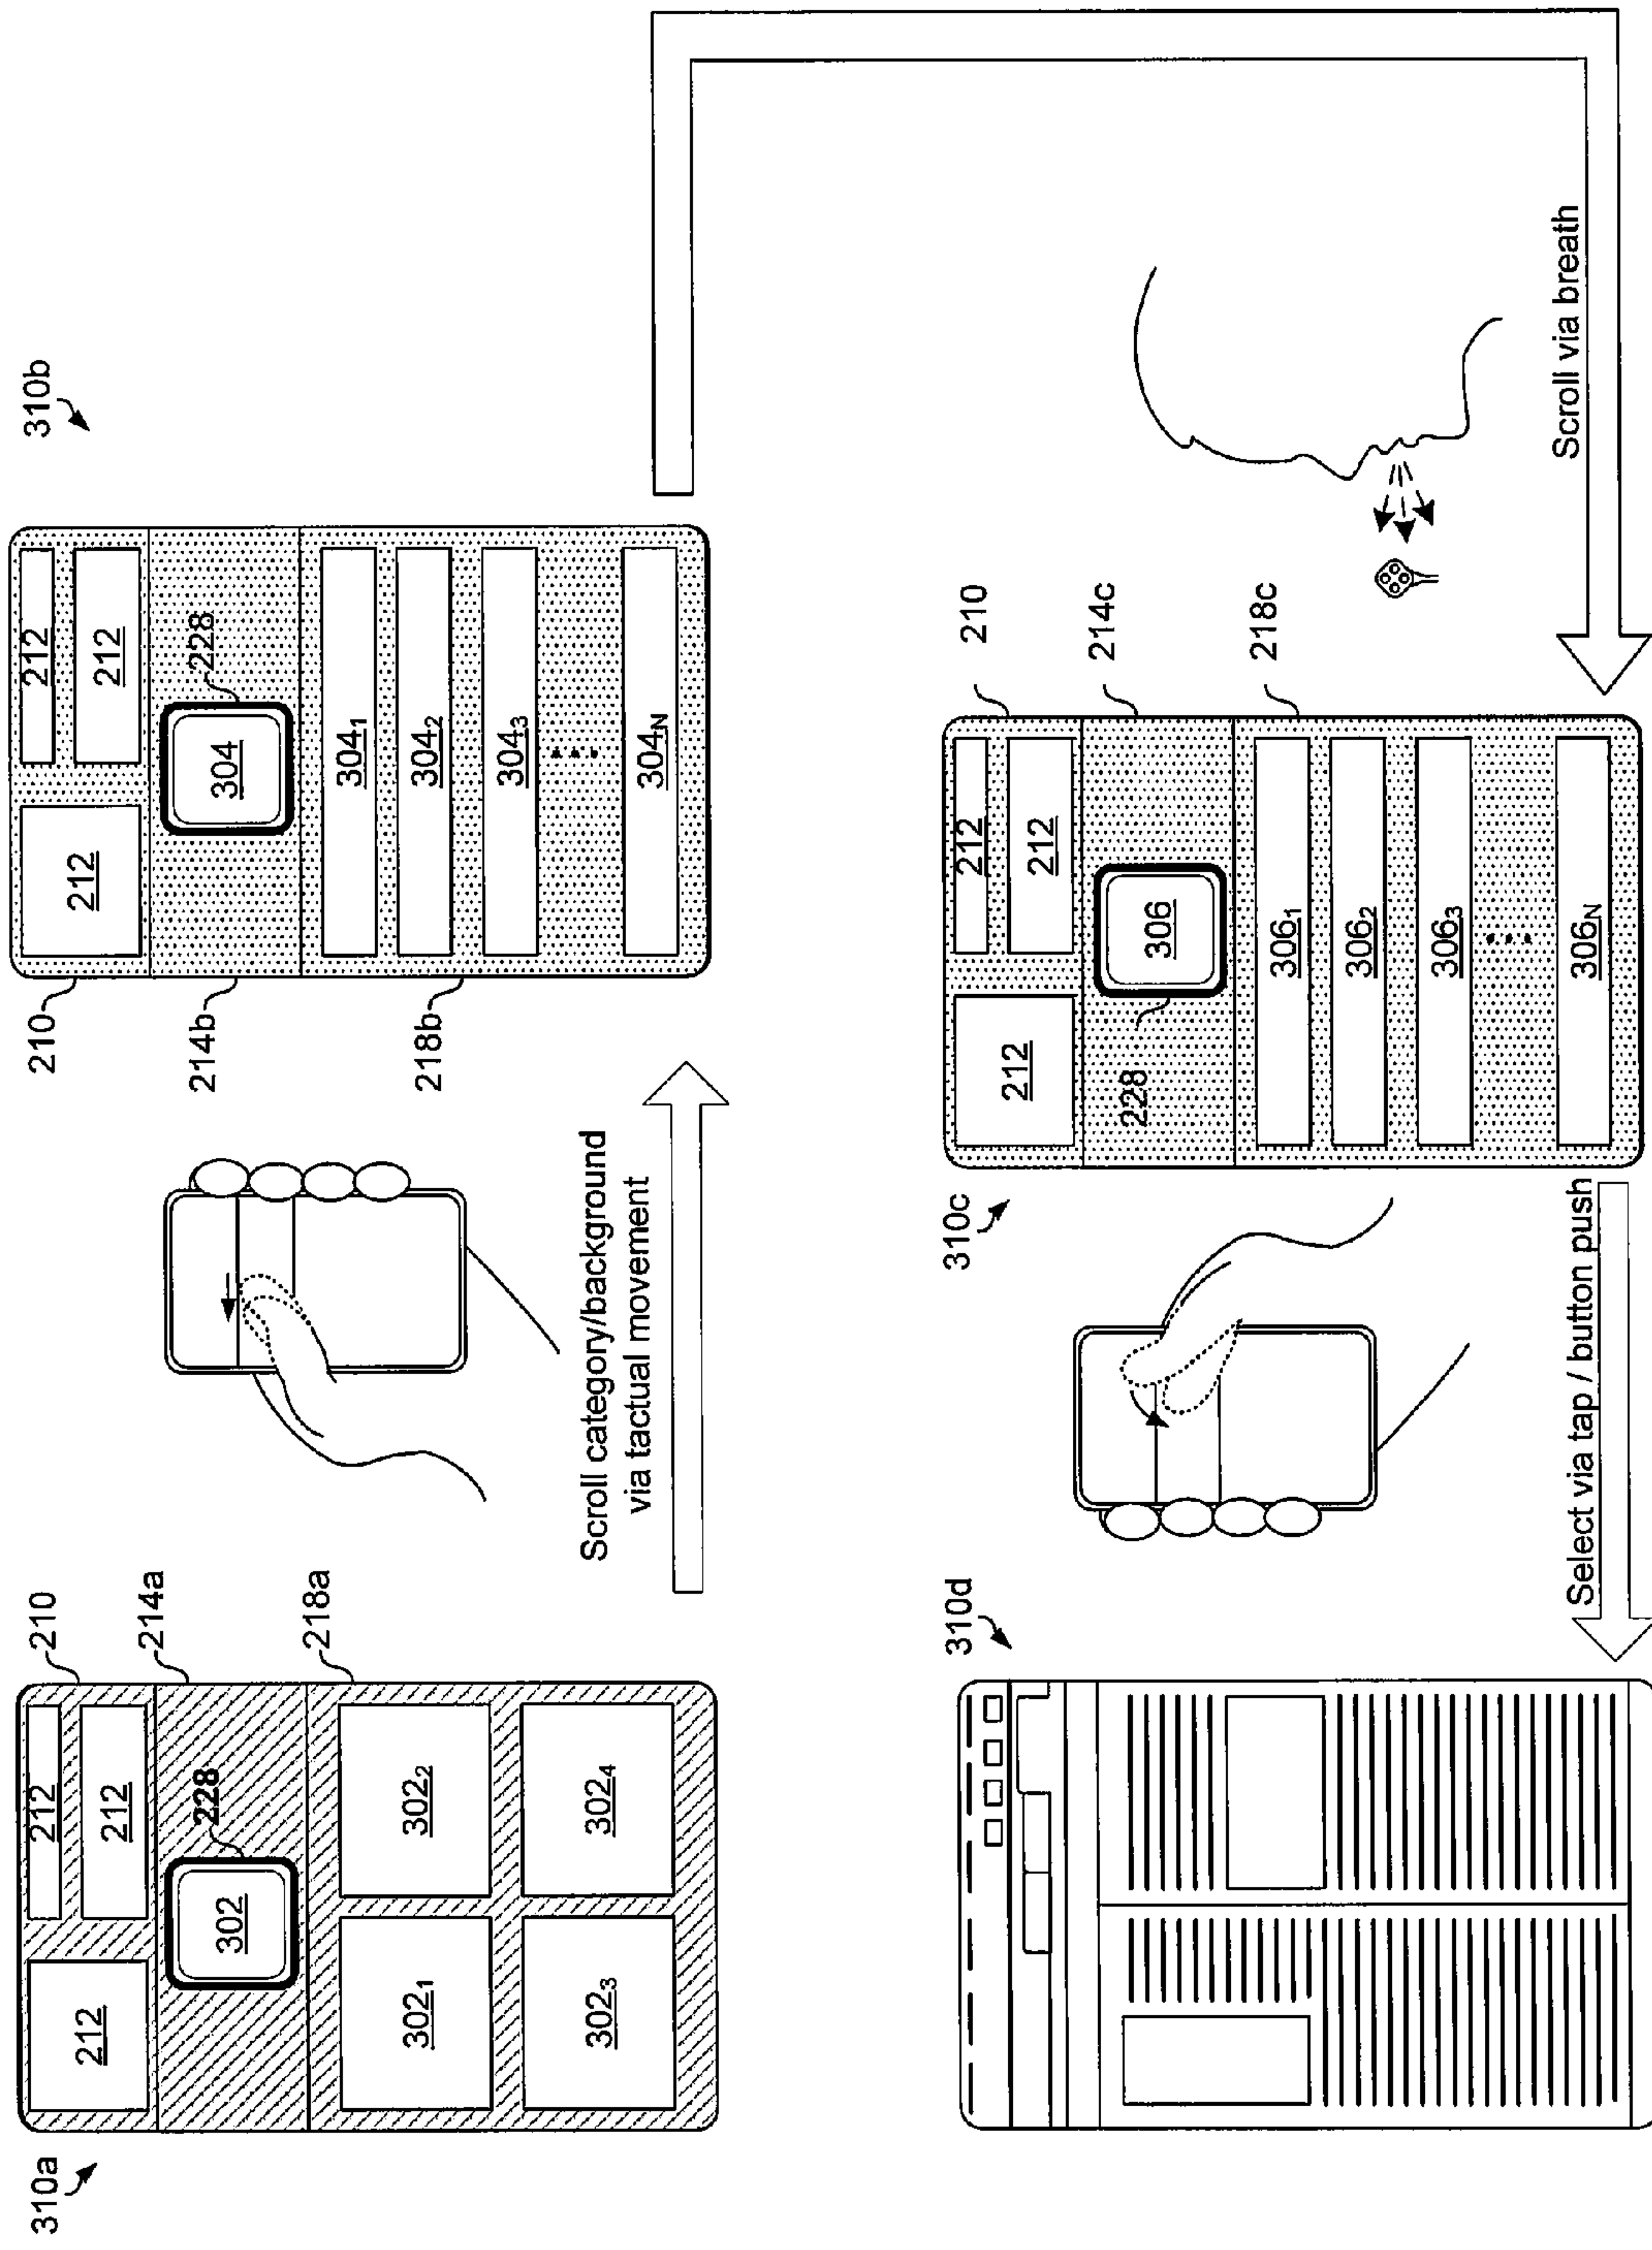 310a
210
212
212
212
214a
302
228
218a
302₁
302₂
302₃
302₄
Scroll category/background
via tactual movement
310b
210
212
212
212
214b
304
228
218b
304₁
304₂
304₃
...
304N
Scroll via breath
310c
210
212
212
212
214c
306
228
218c
306₁
306₂
306₃
...
306N
Select via tap / button push
310d